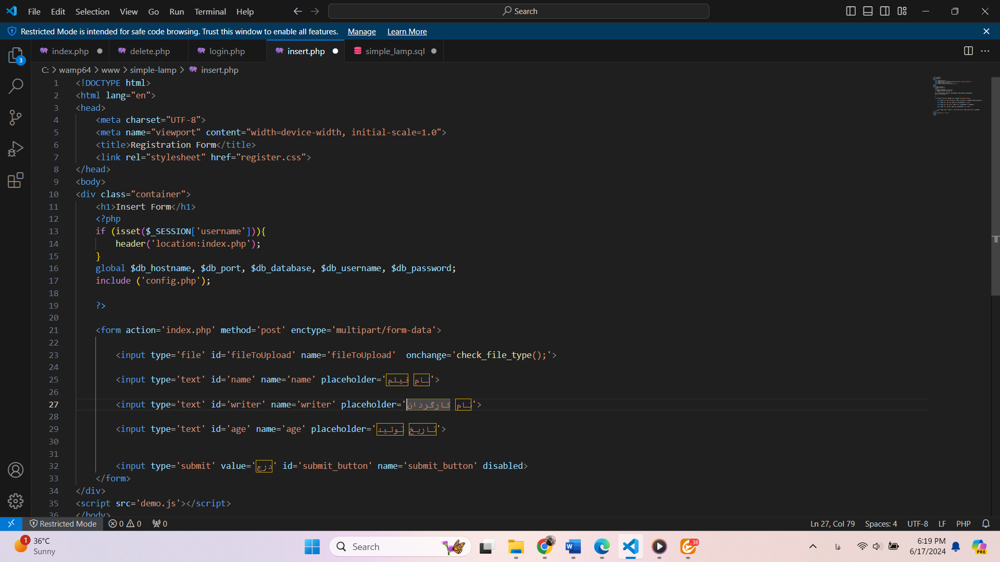 File Edit Selection View Go Run Terminal Help
Search
Restricted Mode is intended for safe code browsing. Trust this window to enable all features. Manage Learn More
index.php delete.php login.php insert.php simple_lamp.sql
3
C: > wamp64 > www > simple-lamp > insert.php
1 <!DOCTYPE html>
2 <html lang="en">
3 <head>
4 <meta charset="UTF-8">
5 <meta name="viewport" content="width=device-width, initial-scale=1.0">
6 <title>Registration Form</title>
7 <link rel="stylesheet" href="register.css">
8 </head>
9 <body>
10 <div class="container">
11 <h1>Insert Form</h1>
12 <?php
13 if (isset($_SESSION['username'])){
14 header('location:index.php');
15 }
16 global $db_hostname, $db_port, $db_database, $db_username, $db_password;
17 include ('config.php');
18
19 ?>
20
21 <form action='index.php' method='post' enctype='multipart/form-data'>
22
23 <input type='file' id='fileToUpload' name='fileToUpload'  onchange='check_file_type();'>
24
25 <input type='text' id='name' name='name' placeholder='نام فیلم'>
26
27 <input type='text' id='writer' name='writer' placeholder='نام کارگردان'>
28
29 <input type='text' id='age' name='age' placeholder='تاریخ تولید'>
30
31
32 <input type='submit' value='درج'  id='submit_button' name='submit_button' disabled>
33 </form>
34 </div>
35 <script src='demo.js'></script>
36 </body>
Restricted Mode 0 0 0 Ln 27, Col 79 Spaces: 4 UTF-8 LF PHP
1 36°C
Sunny
Search
.38
فا
6:19 PM
6/17/2024
PRE